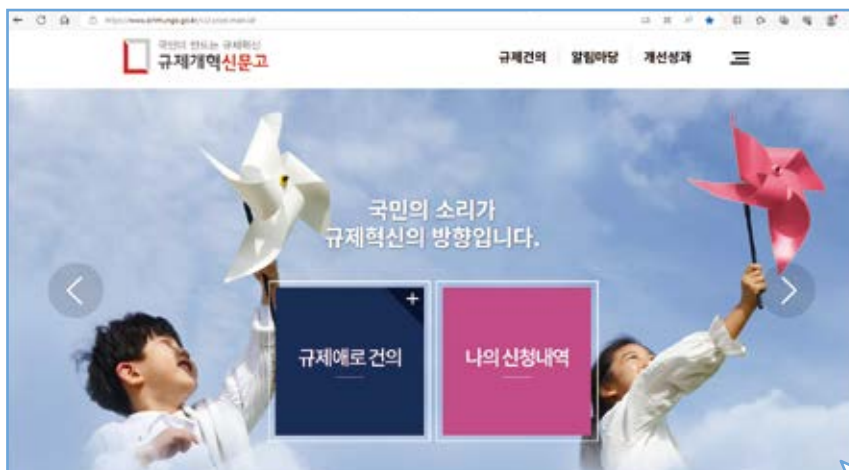 국민이 만드는 규제혁신
규제개혁신문고
규제건의 알림마당 개선성과
국민의 소리가
규제혁신의 방향입니다.
규제애로 건의
나의 신청내역